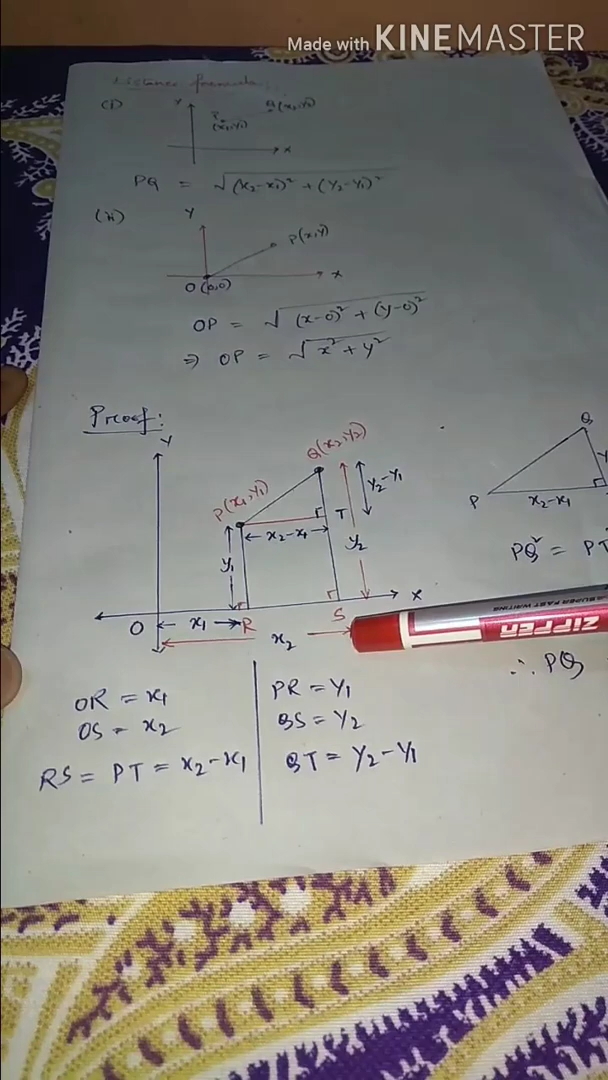 Made with KINEMASTER
Distance formula
(i)
Y
P
(x₁,y₁)
Q(x₂,y₂)
X
PQ = √(x₂-x₁)² + (y₂-y₁)²
(ii)
Y
P(x,y)
X
O(0,0)
OP = √(x-0)² + (y-0)²
⇒ OP = √x² + y²
Proof:
Y
Q(x₂,y₂)
P(x₁,y₁)
y₂-y₁
T
x₂-x₁
y₁
y₂
X
O
x₁
R
S
x₂
OR = x₁
OS = x₂
RS = PT = x₂-x₁
PR = y₁
QS = y₂
QT = y₂-y₁
Q
P
x₂-x₁
PQ² = PT
∴ PQ
SUPER FAST WRITING
ZIPPER